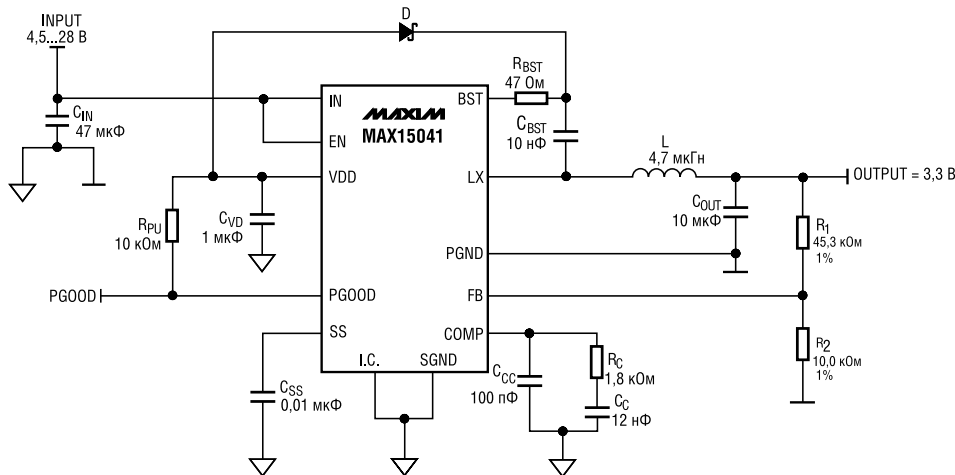 INPUT
4,5...28 В
D
R_BST
47 Ом
C_IN
47 мкФ
IN
BST
MAXIM
MAX15041
C_BST
10 нФ
EN
L
4,7 мкГн
VDD
LX
OUTPUT = 3,3 В
R_PU
10 кОм
C_VD
1 мкФ
C_OUT
10 мкФ
R_1
45,3 кОм
1%
PGND
PGOOD
PGOOD
FB
SS
COMP
R_2
10,0 кОм
1%
I.C.
SGND
C_SS
0,01 мкФ
C_CC
100 пФ
R_C
1,8 кОм
C_C
12 нФ